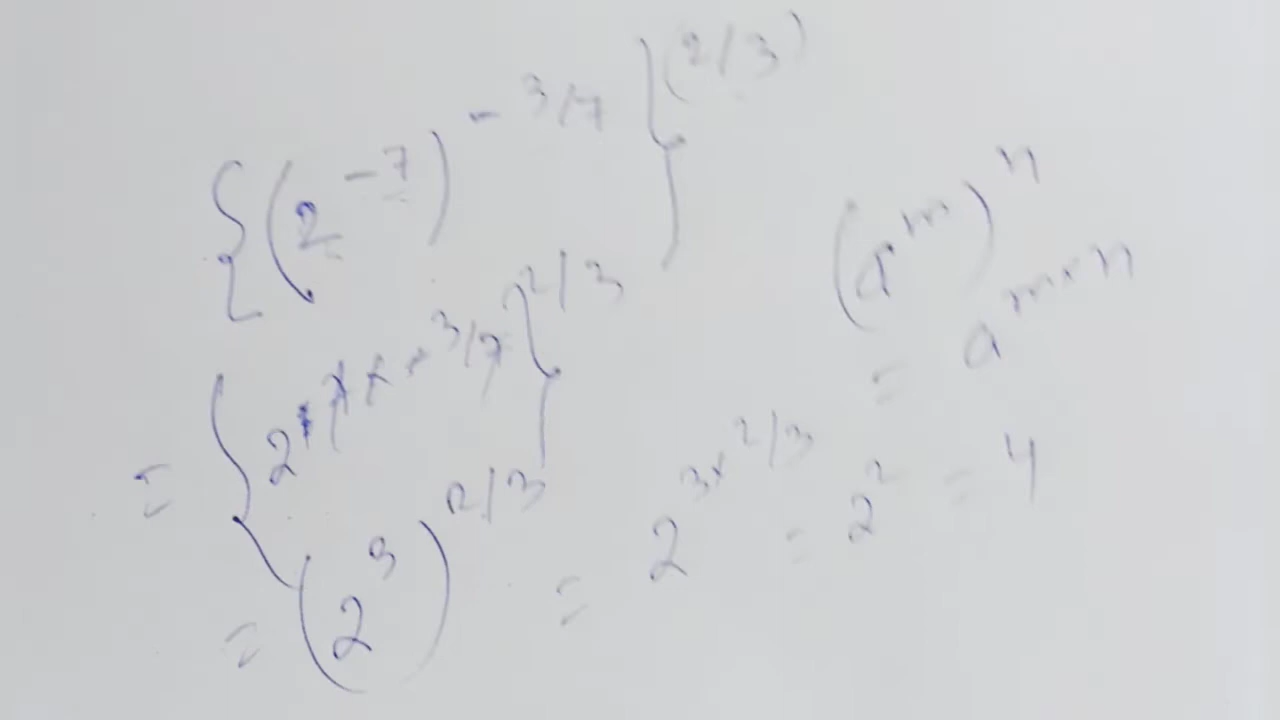 {(2^-7)^-3/7}^(2/3)
(a^m)^n
= a^m×n
= {2^-7×-3/7}^2/3
= (2^3)^2/3 = 2^3×2/3 = 2^2 = 4